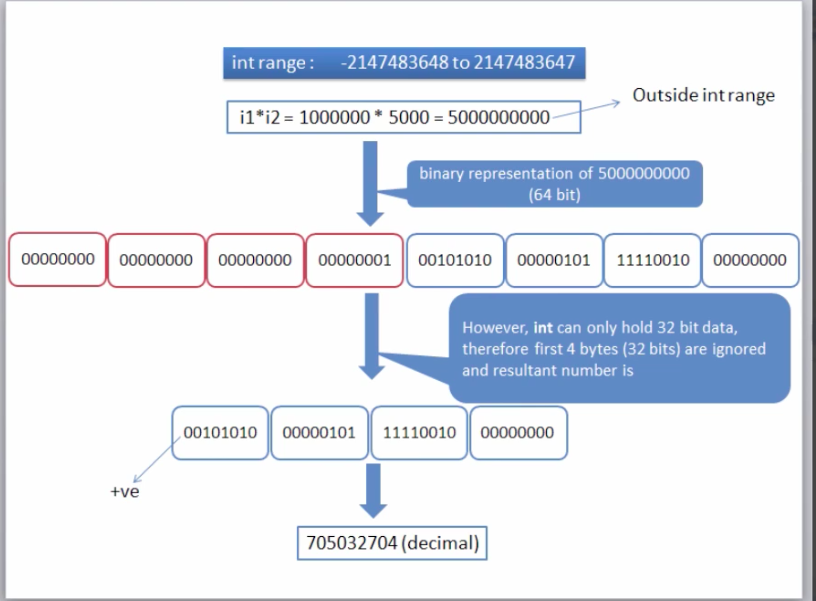 int range : -2147483648 to 2147483647
Outside int range
i1*i2 = 1000000 * 5000 = 5000000000
binary representation of 5000000000
(64 bit)
00000000 00000000 00000000 00000001 00101010 00000101 11110010 00000000
However, int can only hold 32 bit data,
therefore first 4 bytes (32 bits) are ignored
and resultant number is
00101010 00000101 11110010 00000000
+ve
705032704 (decimal)